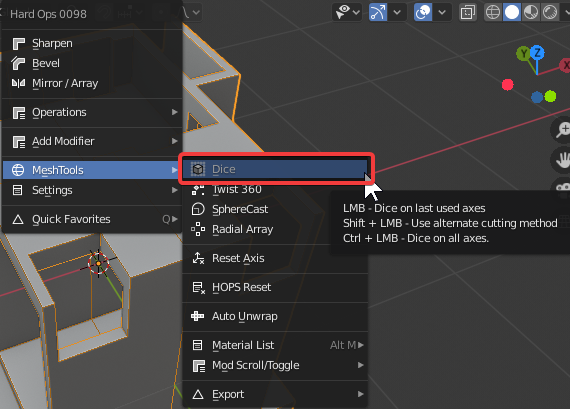 Hard Ops 0098
Sharpen
Bevel
Mirror / Array
Operations
Add Modifier
MeshTools
Settings
Quick Favorites Q
Dice
Twist 360
SphereCast
Radial Array
Reset Axis
HOPS Reset
Auto Unwrap
Material List Alt M
Mod Scroll/Toggle
Export
LMB - Dice on last used axes
Shift + LMB - Use alternate cutting method
Ctrl + LMB - Dice on all axes.
Y Z X